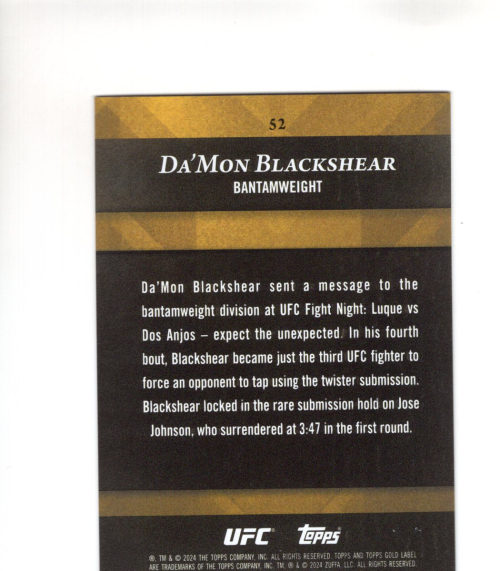 52
DA'MON BLACKSHEAR
BANTAMWEIGHT
Da'Mon Blackshear sent a message to the
bantamweight division at UFC Fight Night: Luque vs
Dos Anjos – expect the unexpected. In his fourth
bout, Blackshear became just the third UFC fighter to
force an opponent to tap using the twister submission.
Blackshear locked in the rare submission hold on Jose
Johnson, who surrendered at 3:47 in the first round.
UFC® Topps®
®, TM & © 2024 THE TOPPS COMPANY, INC. ALL RIGHTS RESERVED. TOPPS AND TOPPS GOLD LABEL
ARE TRADEMARKS OF THE TOPPS COMPANY, INC. TM, ® & © 2024 ZUFFA, LLC. ALL RIGHTS RESERVED.